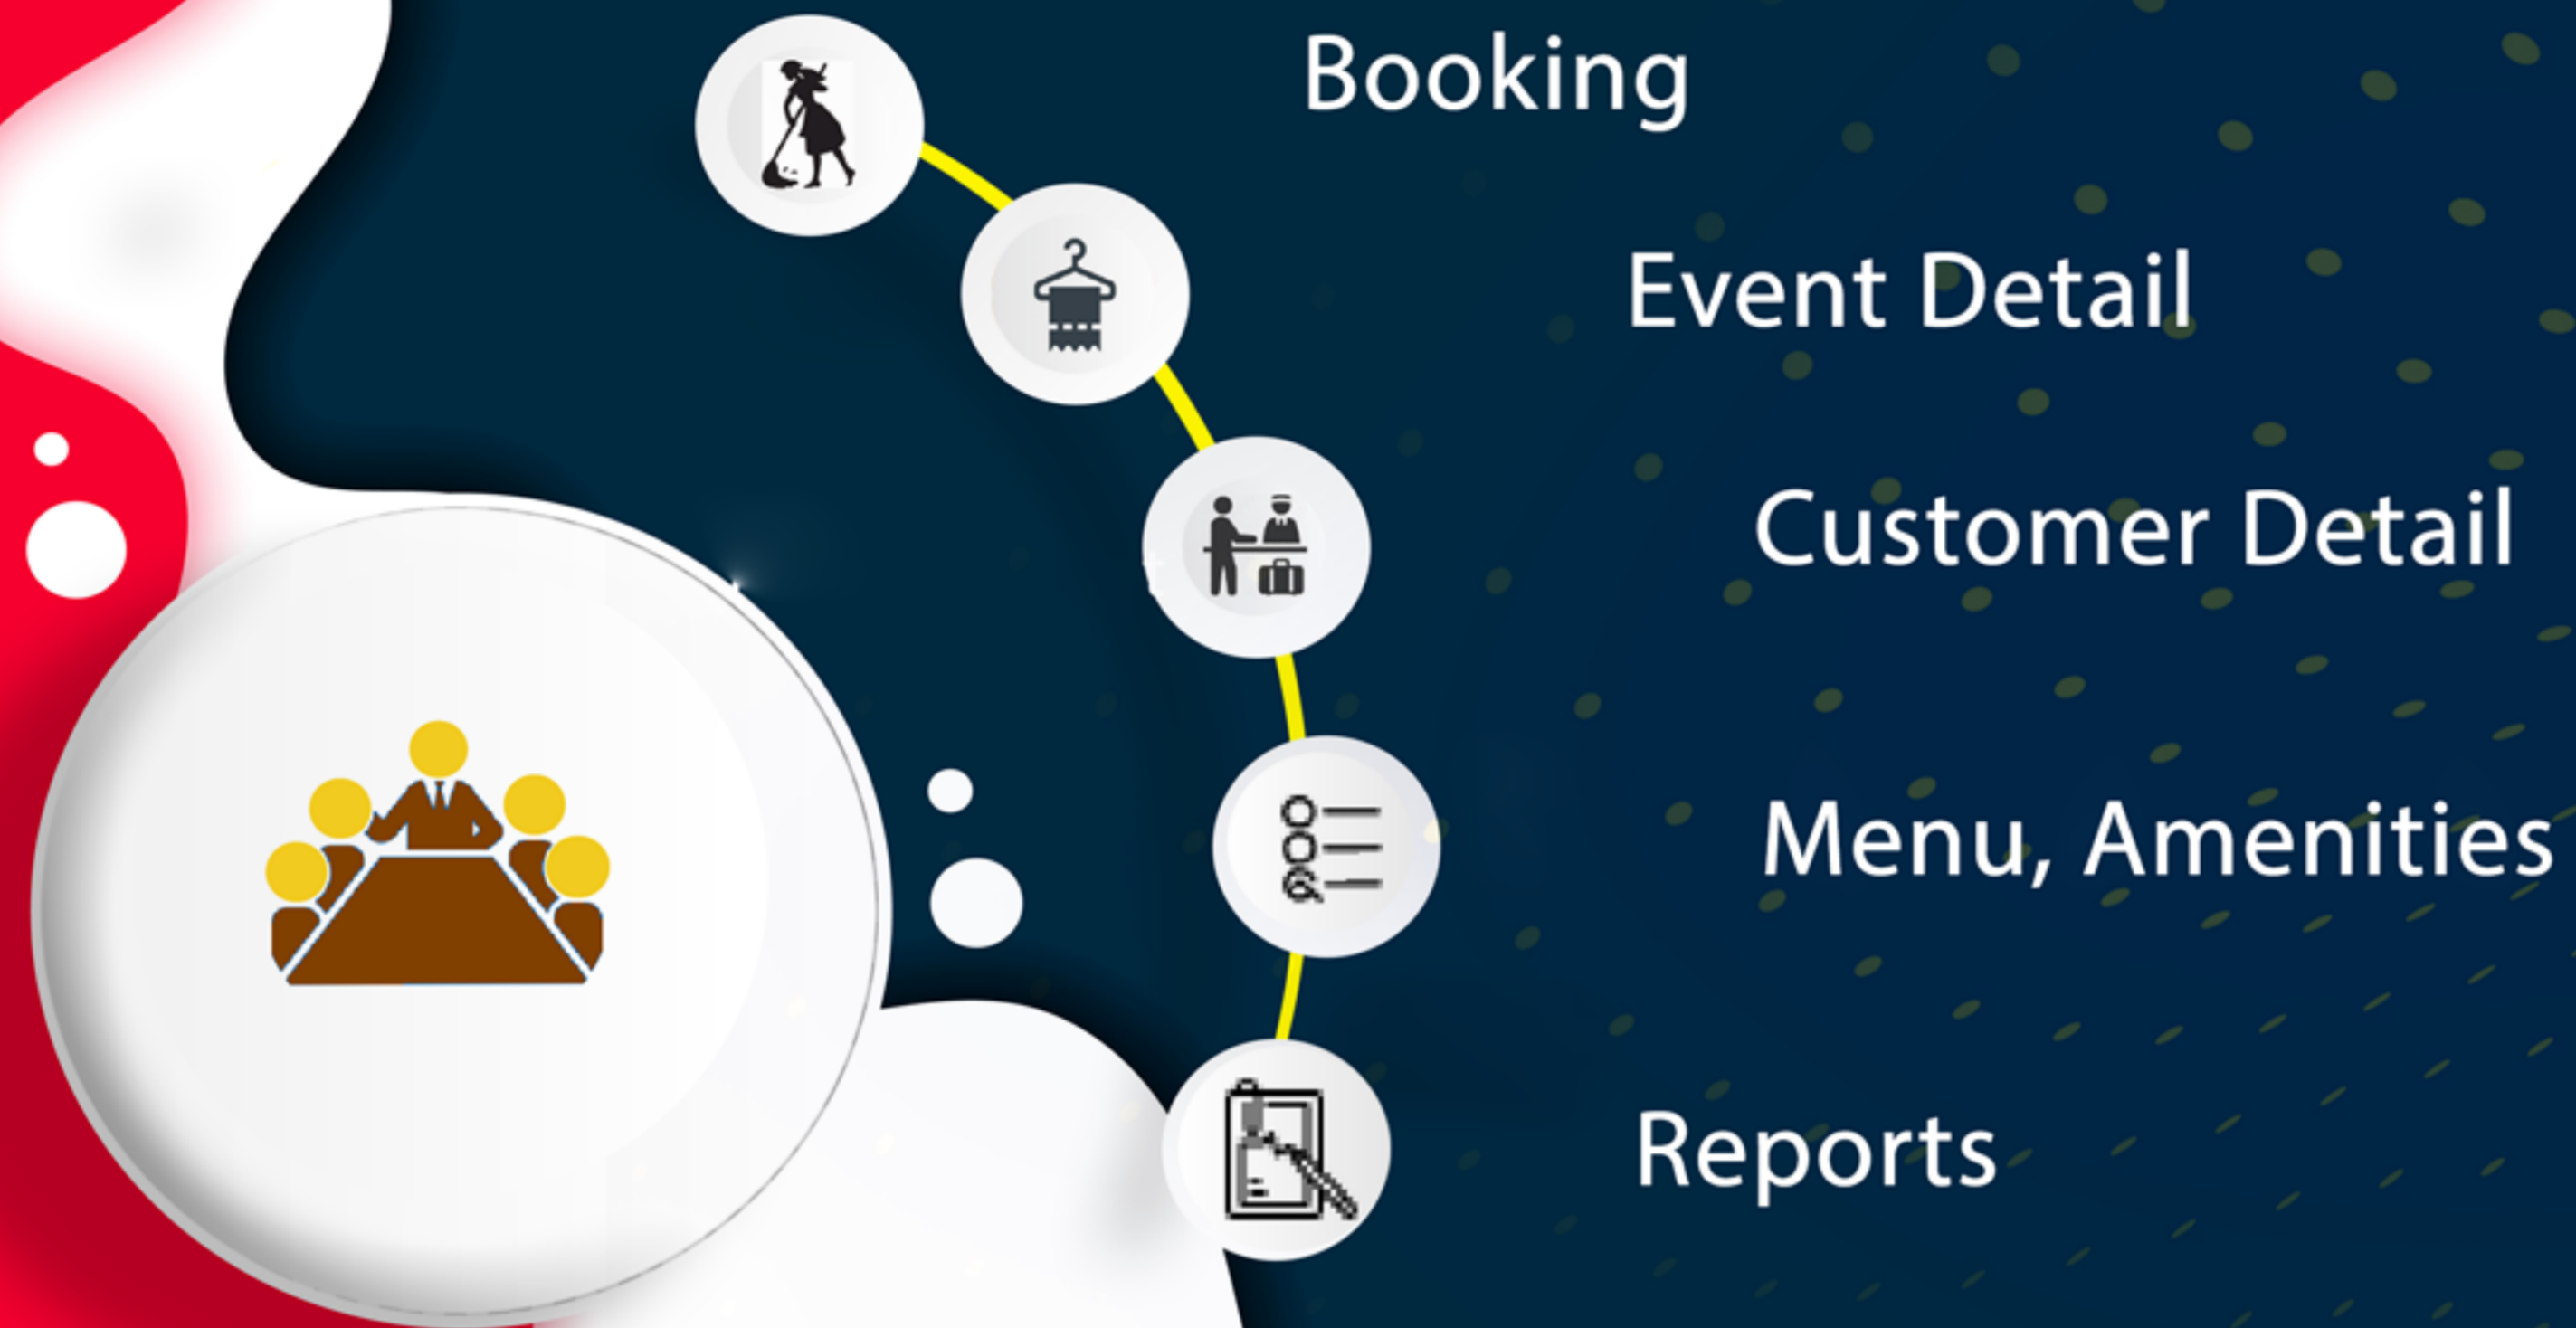 Booking
Event Detail
Customer Detail
Menu, Amenities
Reports